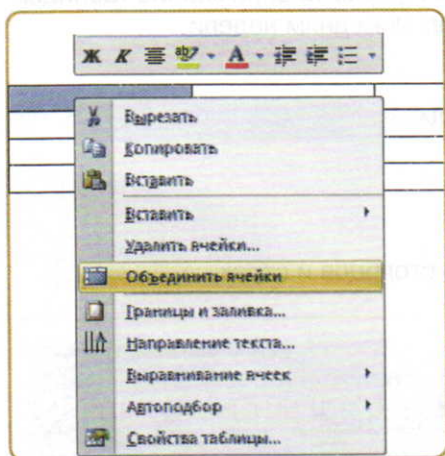 Ж К
Вырезать
Копировать
Вставить
Вставить
Удалить ячейки...
Объединить ячейки
Границы и заливка...
Направление текста...
Выравнивание ячеек
Автоподбор
Свойства таблицы...